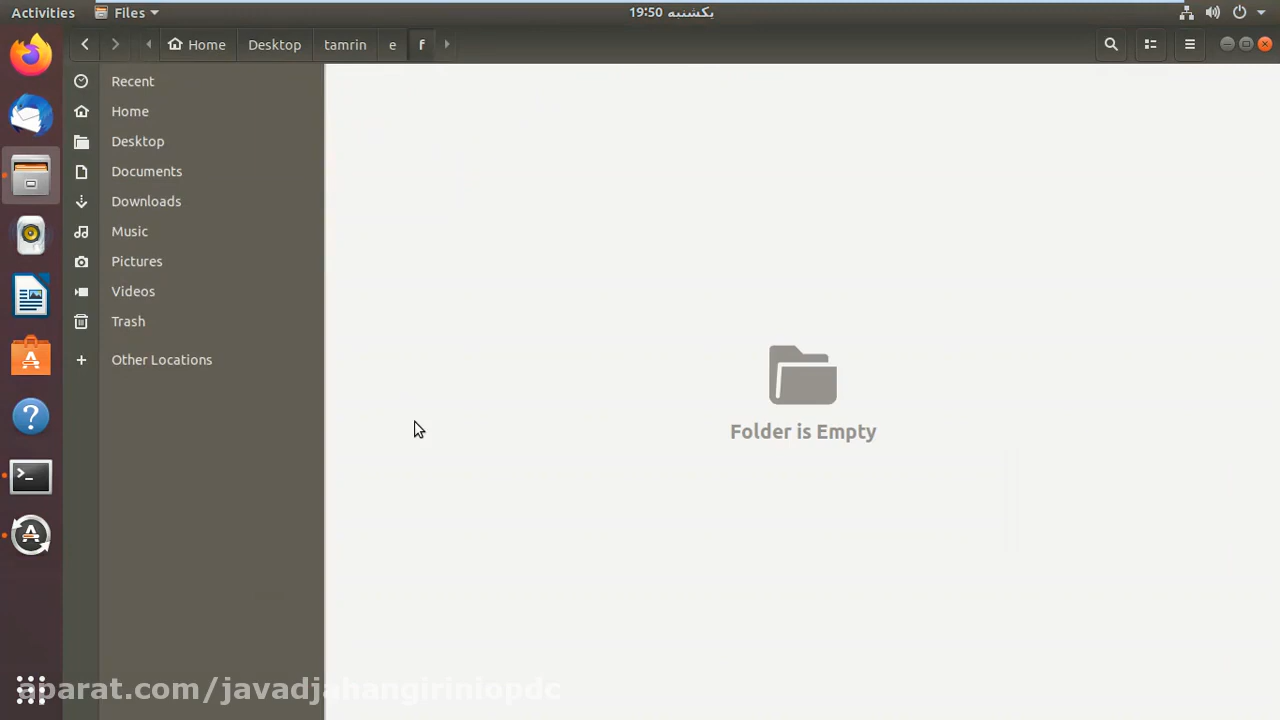 Activities
Files
19:50 یکشنبه
Home
Desktop
tamrin
e
f
Recent
Home
Desktop
Documents
Downloads
Music
Pictures
Videos
Trash
Other Locations
Folder is Empty
aparat.com/javadjahangiriniopdc